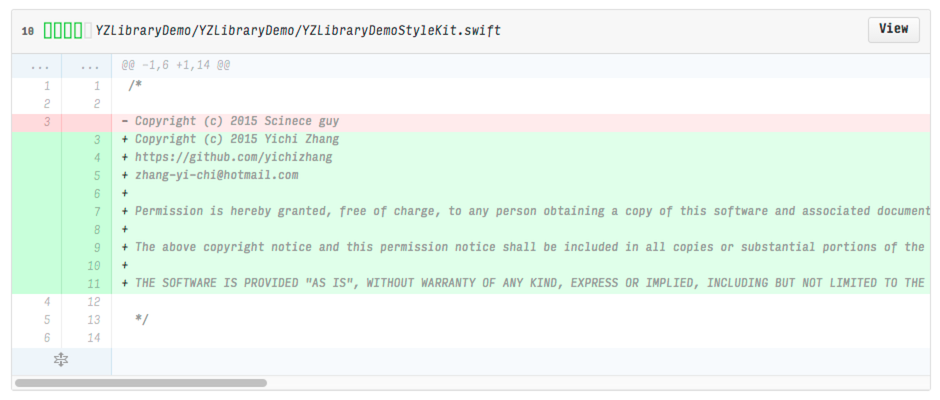 10 YZLibraryDemo/YZLibraryDemo/YZLibraryDemoStyleKit.swift View
... ... @@ -1,6 +1,14 @@
1 1 /*
2 2
3 - Copyright (c) 2015 Scinece guy
3 + Copyright (c) 2015 Yichi Zhang
4 + https://github.com/yichizhang
5 + zhang-yi-chi@hotmail.com
6 +
7 + Permission is hereby granted, free of charge, to any person obtaining a copy of this software and associated document
8 +
9 + The above copyright notice and this permission notice shall be included in all copies or substantial portions of the
10 +
11 + THE SOFTWARE IS PROVIDED "AS IS", WITHOUT WARRANTY OF ANY KIND, EXPRESS OR IMPLIED, INCLUDING BUT NOT LIMITED TO THE
4 12
5 13 */
6 14